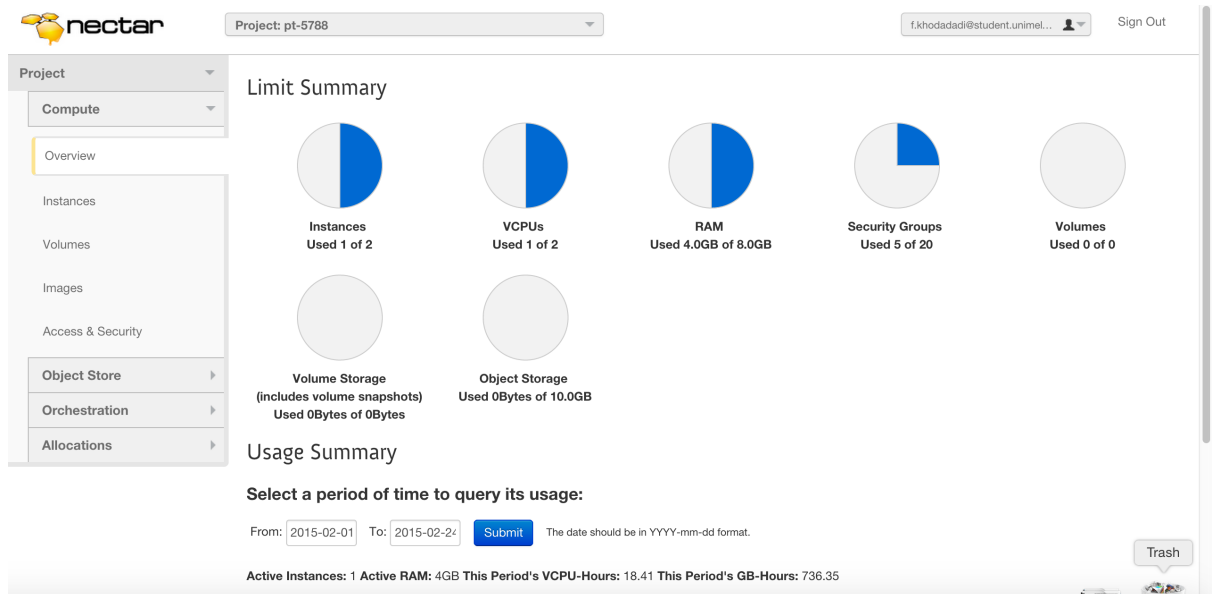 nectar
Project: pt-5788
f.khodadadi@student.unimel...
Sign Out
Project
Compute
Overview
Instances
Volumes
Images
Access & Security
Object Store
Orchestration
Allocations
Limit Summary
Instances
Used 1 of 2
VCPUs
Used 1 of 2
RAM
Used 4.0GB of 8.0GB
Security Groups
Used 5 of 20
Volumes
Used 0 of 0
Volume Storage
(includes volume snapshots)
Used 0Bytes of 0Bytes
Object Storage
Used 0Bytes of 10.0GB
Usage Summary
Select a period of time to query its usage:
From: 2015-02-01 To: 2015-02-24 Submit The date should be in YYYY-mm-dd format.
Active Instances: 1 Active RAM: 4GB This Period's VCPU-Hours: 18.41 This Period's GB-Hours: 736.35
Trash